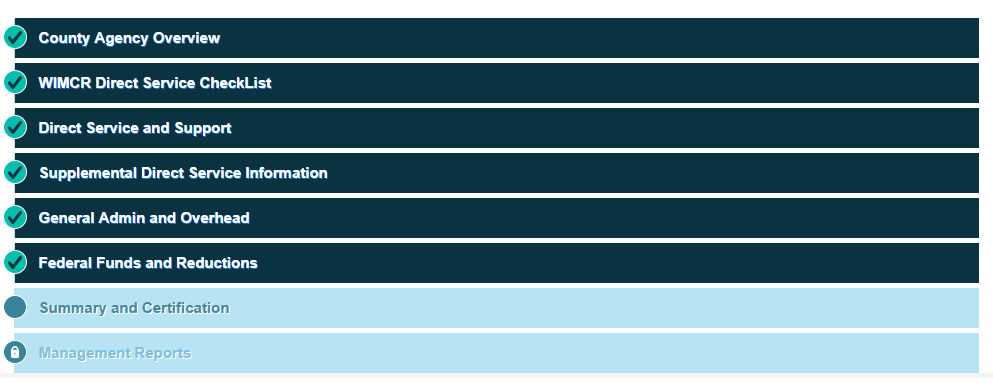 County Agency Overview
WIMCR Direct Service CheckList
Direct Service and Support
Supplemental Direct Service Information
General Admin and Overhead
Federal Funds and Reductions
Summary and Certification
Management Reports